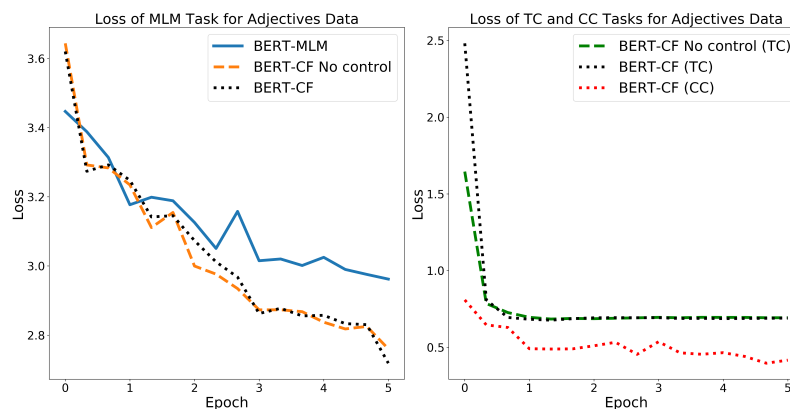 Loss of MLM Task for Adjectives Data
BERT-MLM
BERT-CF No control
BERT-CF
3.6
3.4
3.2
3.0
2.8
Loss
0 1 2 3 4 5
Epoch
Loss of TC and CC Tasks for Adjectives Data
BERT-CF No control (TC)
BERT-CF (TC)
BERT-CF (CC)
2.5
2.0
1.5
1.0
0.5
Loss
0 1 2 3 4 5
Epoch